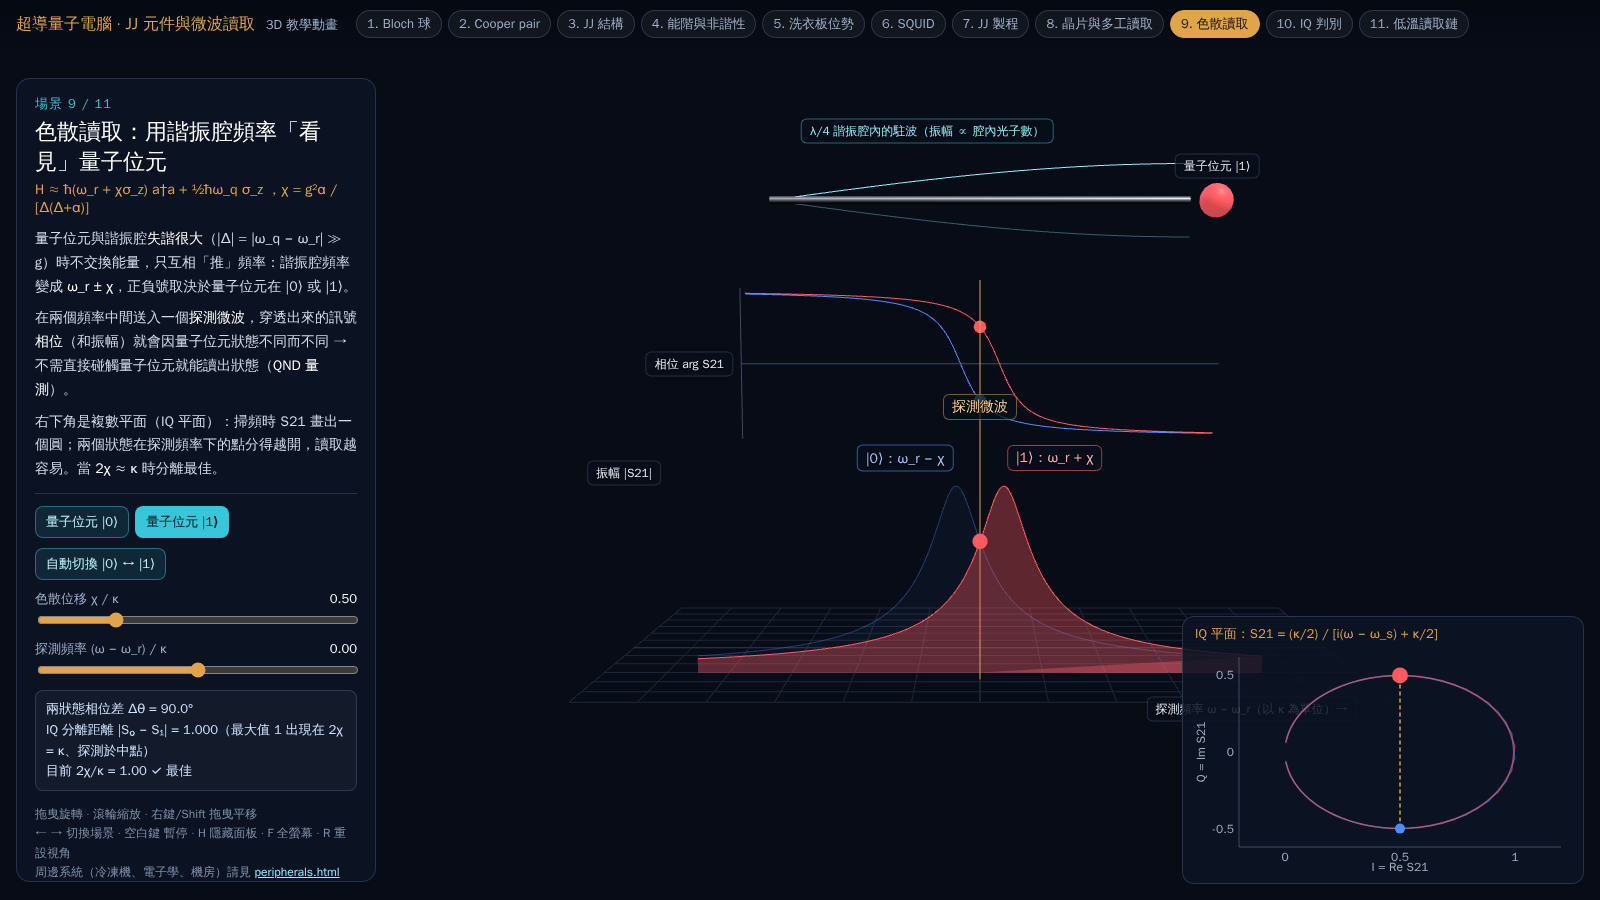 超導量子電腦 · JJ 元件與微波讀取
3D 教學動畫
1. Bloch 球
2. Cooper pair
3. JJ 結構
4. 能階與非諧性
5. 洗衣板位勢
6. SQUID
7. JJ 製程
8. 晶片與多工讀取
9. 色散讀取
10. IQ 判別
11. 低溫讀取鏈
場景 9 / 11
色散讀取：用諧振腔頻率「看
見」量子位元
H ≈ ħ(ω_r + χσ_z) a†a + ½ħω_q σ_z ，χ = g²α /
[Δ(Δ+α)]
量子位元與諧振腔失諧很大（|Δ| = |ω_q − ω_r| ≫
g）時不交換能量，只互相「推」頻率：諧振腔頻率
變成 ω_r ± χ，正負號取決於量子位元在 |0⟩ 或 |1⟩。
在兩個頻率中間送入一個探測微波，穿透出來的訊號
相位（和振幅）就會因量子位元狀態不同而不同 →
不需直接碰觸量子位元就能讀出狀態（QND 量
測）。
右下角是複數平面（IQ 平面）：掃頻時 S21 畫出一
個圓；兩個狀態在探測頻率下的點分得越開，讀取越
容易。當 2χ ≈ κ 時分離最佳。
量子位元 |0⟩
量子位元 |1⟩
自動切換 |0⟩ ↔ |1⟩
色散位移 χ / κ
0.50
探測頻率 (ω − ω_r) / κ
0.00
兩狀態相位差 Δθ = 90.0°
IQ 分離距離 |S₀ − S₁| = 1.000（最大值 1 出現在 2χ
= κ、探測於中點）
目前 2χ/κ = 1.00 ✓ 最佳
拖曳旋轉 · 滾輪縮放 · 右鍵/Shift 拖曳平移
← → 切換場景 · 空白鍵 暫停 · H 隱藏面板 · F 全螢幕 · R 重
設視角
周邊系統（冷凍機、電子學、機房）請見 peripherals.html
λ/4 諧振腔內的駐波（振幅 ∝ 腔內光子數）
量子位元 |1⟩
相位 arg S21
探測微波
|0⟩：ω_r − χ
|1⟩：ω_r + χ
振幅 |S21|
探測頻率 ω − ω_r（以 κ 為單位）→
IQ 平面：S21 = (κ/2) / [i(ω − ω_s) + κ/2]
0.5
0
-0.5
Q = Im S21
0
0.5
1
I = Re S21